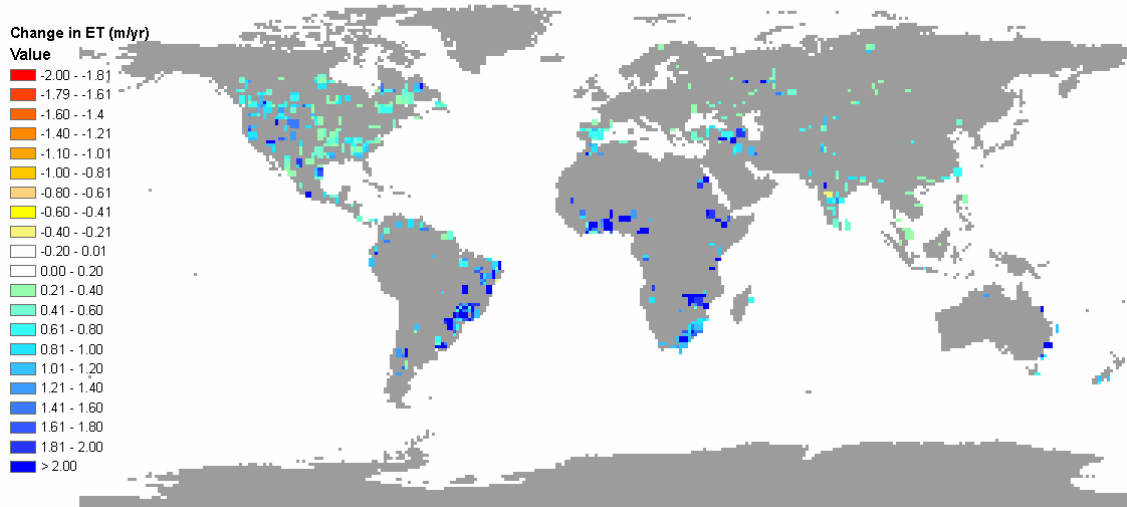 Change in ET (m/yr)
Value
-2.00 - -1.81
-1.79 - -1.61
-1.60 - -1.4
-1.40 - -1.21
-1.10 - -1.01
-1.00 - -0.81
-0.80 - -0.61
-0.60 - -0.41
-0.40 - -0.21
-0.20 - 0.01
0.00 - 0.20
0.21 - 0.40
0.41 - 0.60
0.61 - 0.80
0.81 - 1.00
1.01 - 1.20
1.21 - 1.40
1.41 - 1.60
1.61 - 1.80
1.81 - 2.00
> 2.00